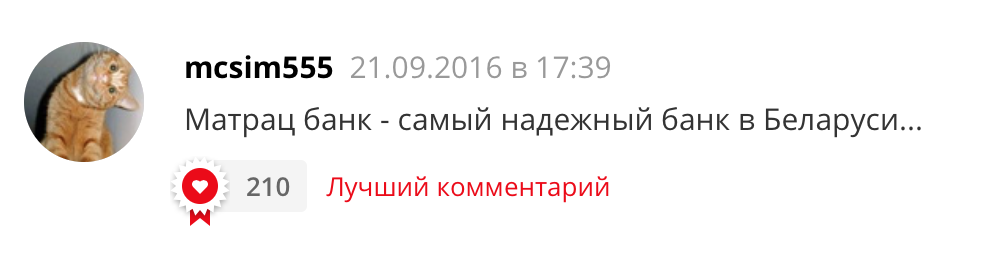 mcsim555 21.09.2016 в 17:39
Матрац банк - самый надежный банк в Беларуси...
210 Лучший комментарий